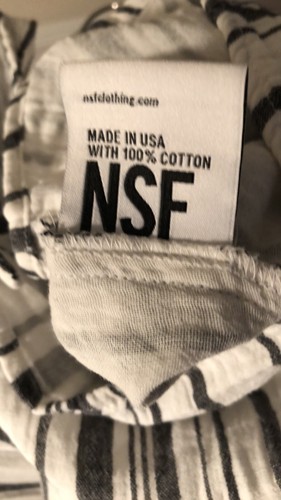 nsfclothing.com
MADE IN USA
WITH 100% COTTON
NSF